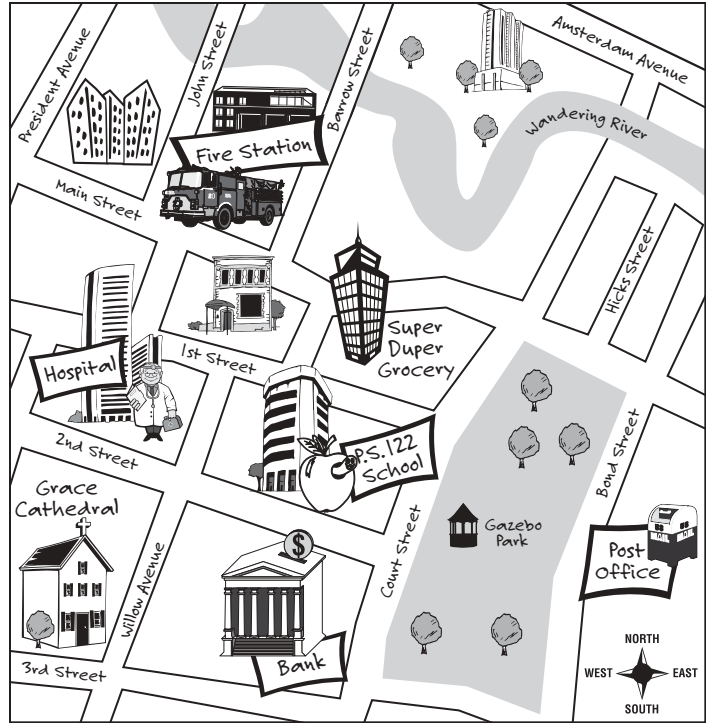 Amsterdam Avenue
President Avenue
John Street
Barrow Street
Wandering River
Fire Station
Main Street
Hicks Street
Super
Duper
Grocery
1st Street
Hospital
2nd Street
P.S. 122
School
Bond Street
Grace
Cathedral
$
Gazebo
Park
Court Street
Post
Office
Willow Avenue
Bank
3rd Street
NORTH
WEST
EAST
SOUTH